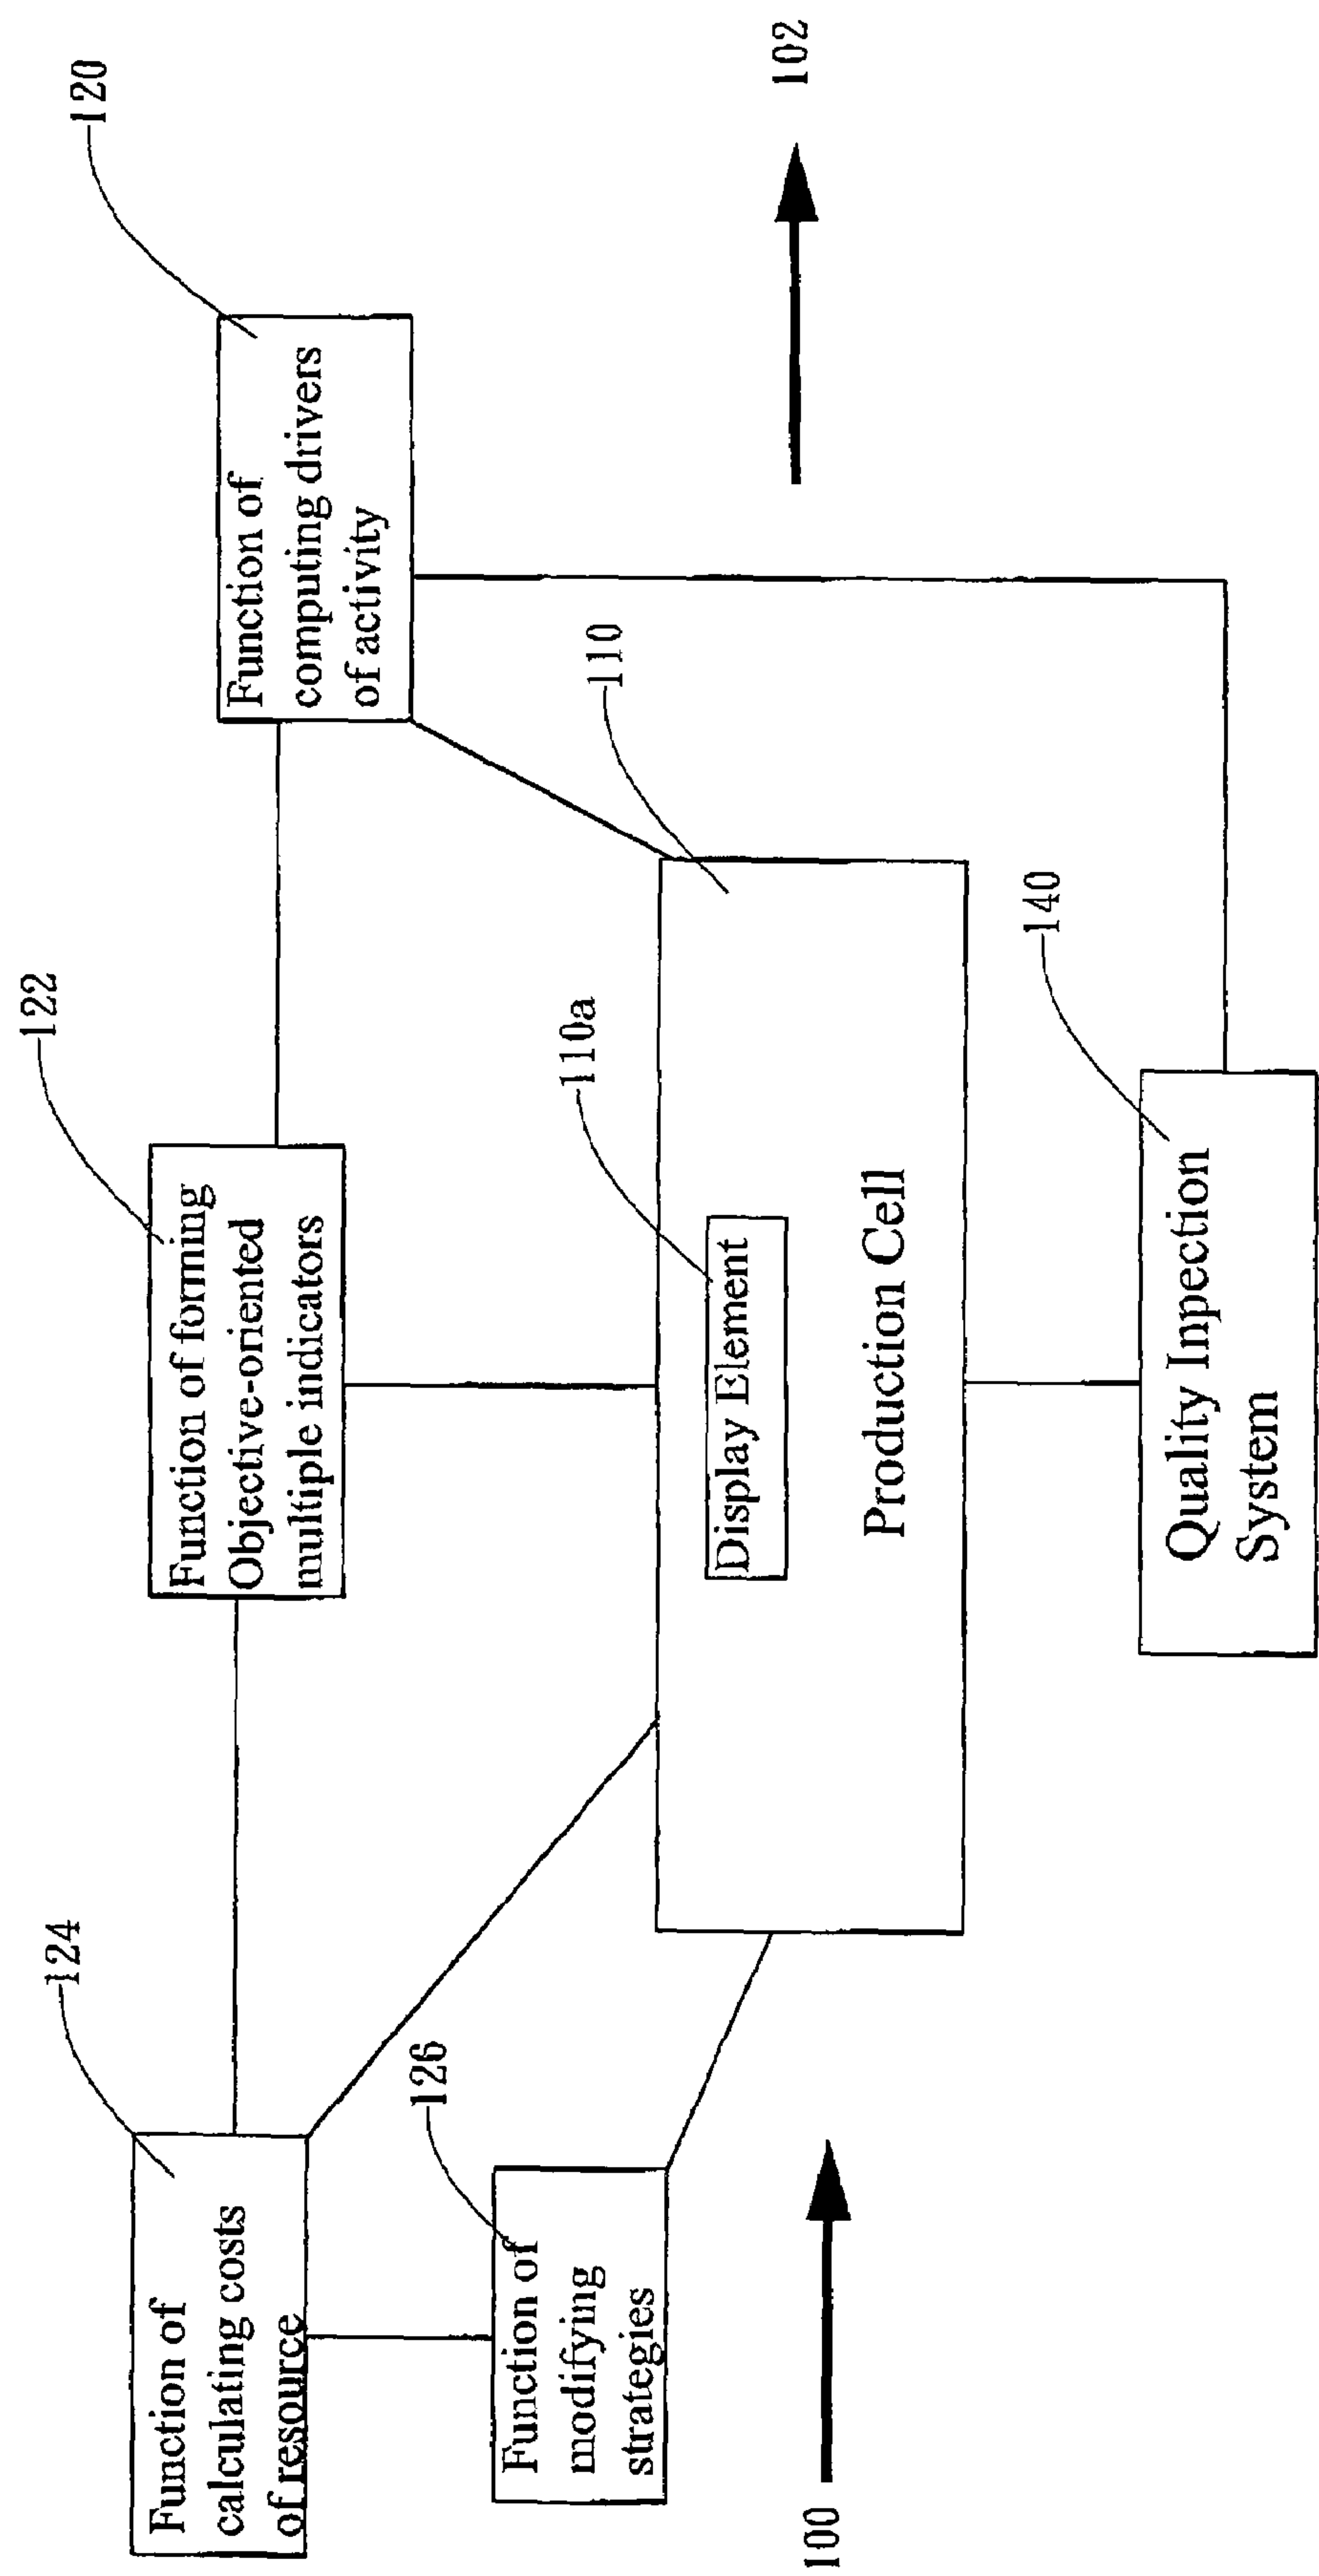 124
Function of
calculating costs
of resource
122
Function of forming
Objective-oriented
multiple indicators
120
Function of
computing drivers
of activity
126
Function of
modifying
strategies
110a
Display Element
110
Production Cell
100
102
140
Quality Inpection
System